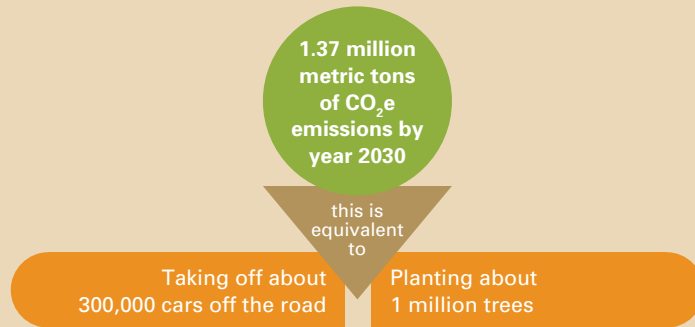 1.37 million
metric tons
of CO₂e
emissions by
year 2030
this is
equivalent
to
Taking off about
300,000 cars off the road
Planting about
1 million trees